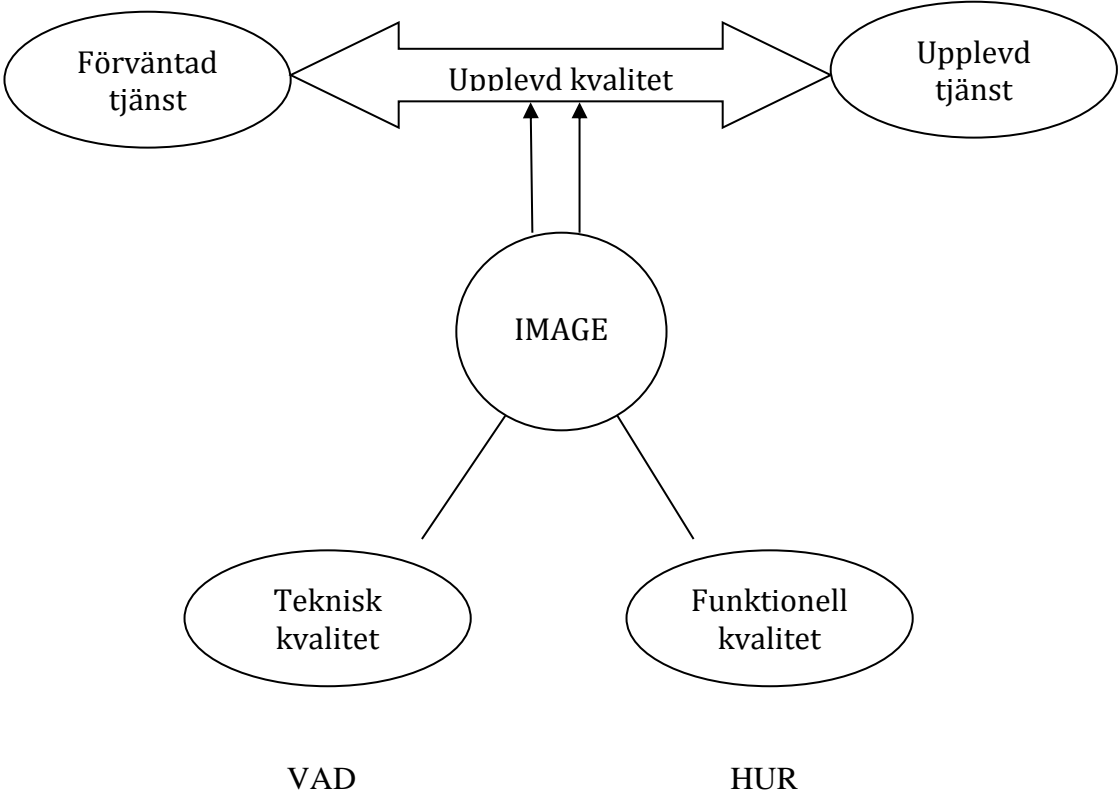 Förväntad
tjänst
Upplevd kvalitet
Upplevd
tjänst
IMAGE
Teknisk
kvalitet
Funktionell
kvalitet
VAD
HUR